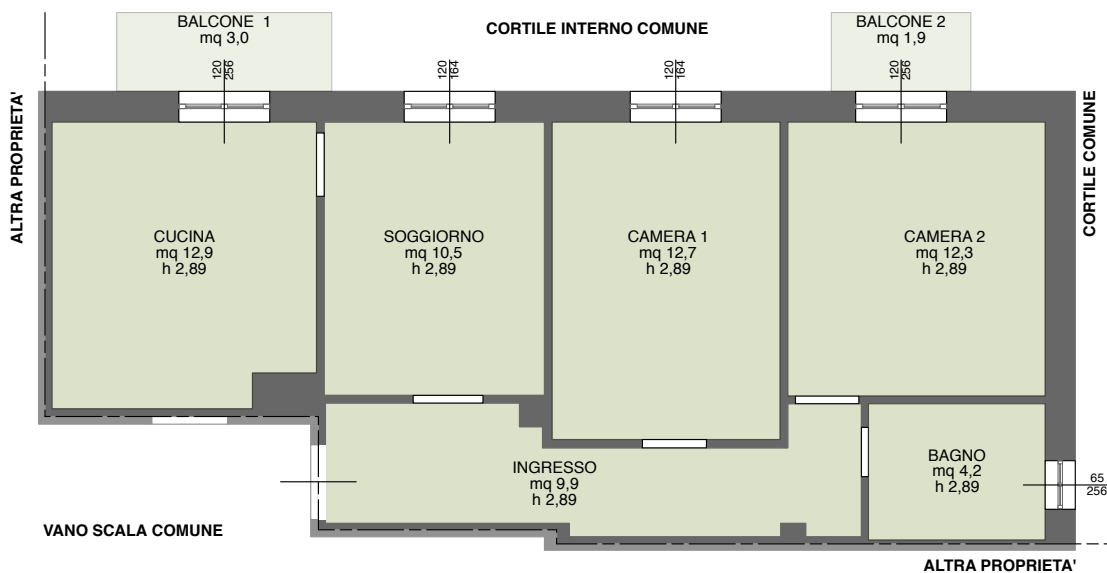 BALCONE 1
mq 3,0
CORTILE INTERNO COMUNE
BALCONE 2
mq 1,9
120
256
120
164
120
164
120
256
ALTRA PROPRIETA'
CORTILE COMUNE
CUCINA
mq 12,9
h 2,89
SOGGIORNO
mq 10,5
h 2,89
CAMERA 1
mq 12,7
h 2,89
CAMERA 2
mq 12,3
h 2,89
INGRESSO
mq 9,9
h 2,89
BAGNO
mq 4,2
h 2,89
65
256
VANO SCALA COMUNE
ALTRA PROPRIETA'